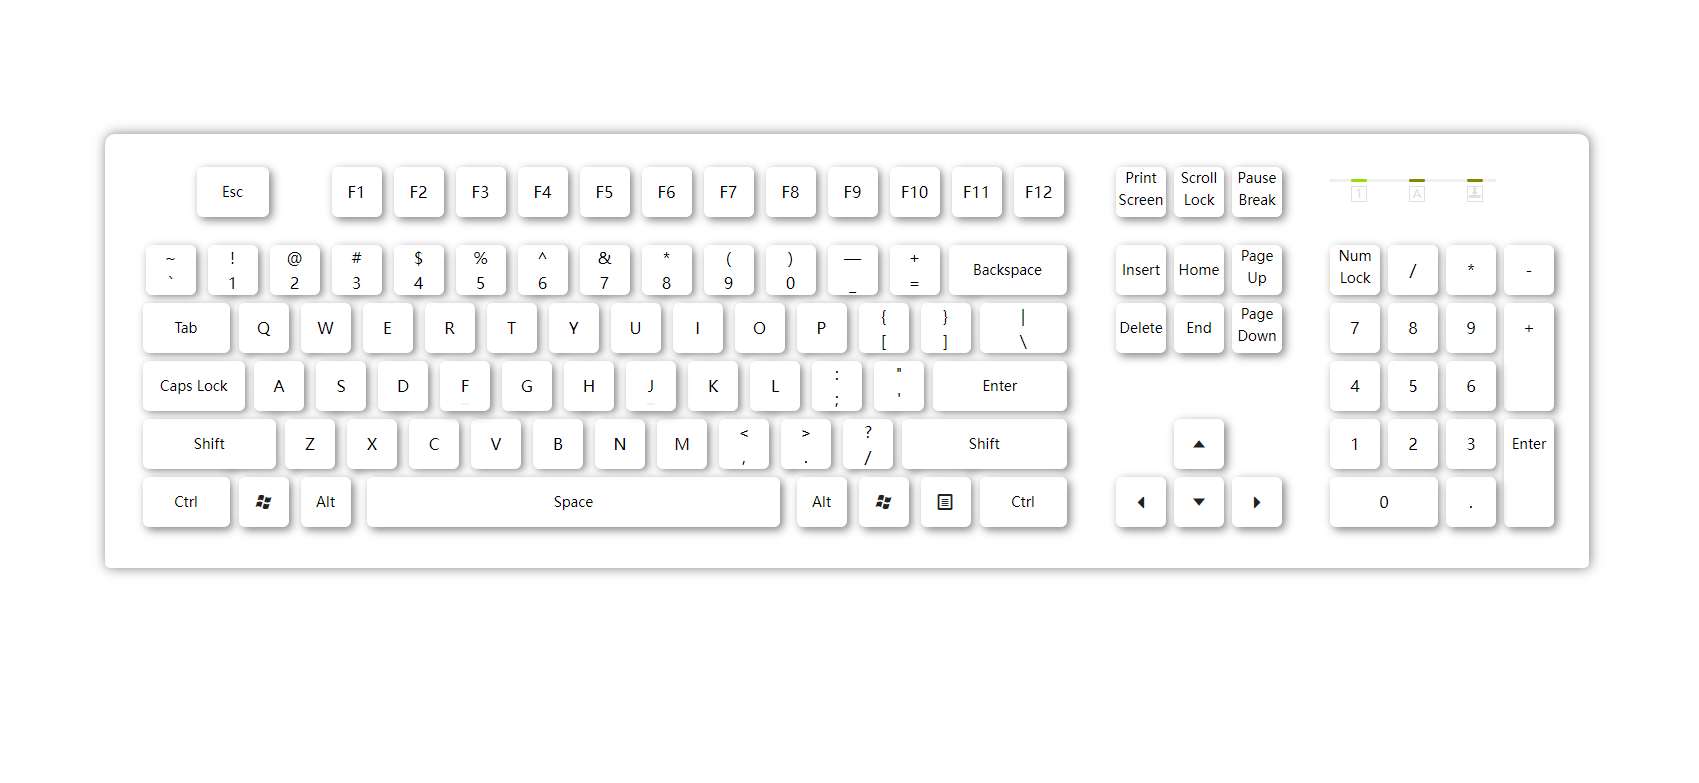 Esc F1 F2 F3 F4 F5 F6 F7 F8 F9 F10 F11 F12 Print Screen Scroll Lock Pause Break
1 A
~ ! @ # $ % ^ & * ( ) — +
` 1 2 3 4 5 6 7 8 9 0 _ = Backspace Insert Home Page Up Num Lock / * -
Tab Q W E R T Y U I O P { [ } ] | \ Delete End Page Down 7 8 9 +
Caps Lock A S D F J G H K L : ; " ' Enter 4 5 6
Shift Z X C V B N M < , > . ? / Shift 1 2 3 Enter
Ctrl Alt Space Alt Ctrl 0 .